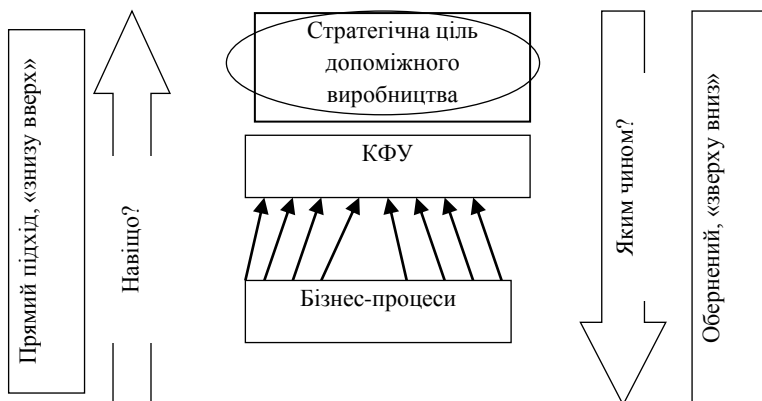 Прямий підхід, «знизу вверх»
Навіщо?
Стратегічна ціль
допоміжного
виробництва
КФУ
Бізнес-процеси
Яким чином?
Обернений, «зверху вниз»